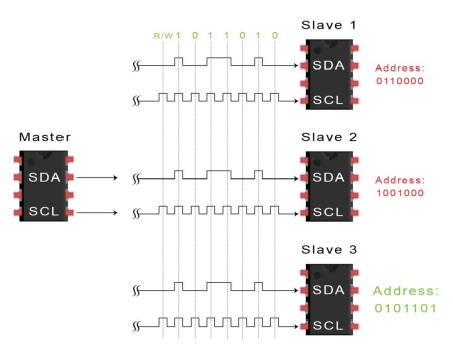 Slave 1
R/W 1 0 1 1 0 1 0
SDA
SCL
Address:
0110000
Master
SDA
SCL
Slave 2
SDA
SCL
Address:
1001000
Slave 3
SDA
SCL
Address:
0101101